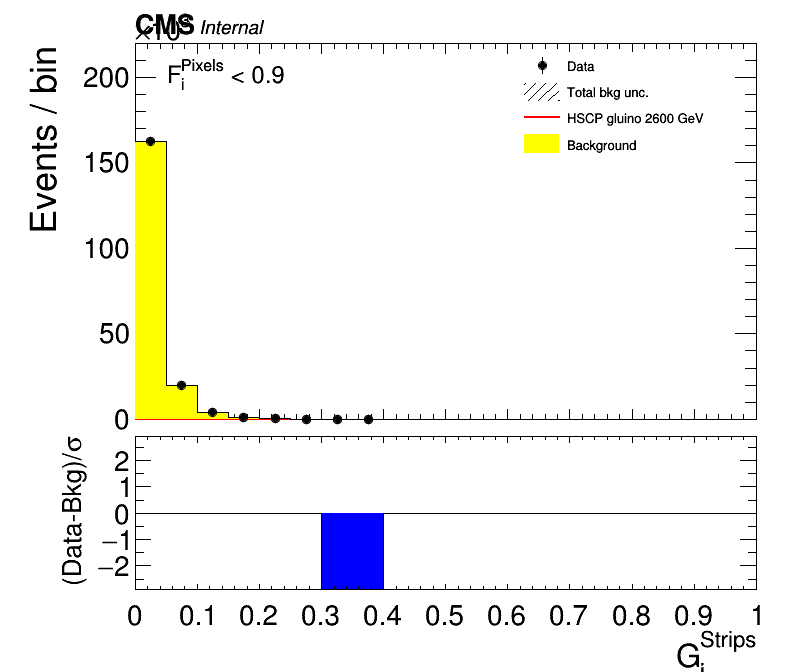 CMS Internal
×10³
F_i^Pixels < 0.9
Data
Total bkg unc.
HSCP gluino 2600 GeV
Background
Events / bin
200
150
100
50
0
(Data-Bkg)/σ
2
1
0
−1
−2
0 0.1 0.2 0.3 0.4 0.5 0.6 0.7 0.8 0.9 1
G_i^Strips